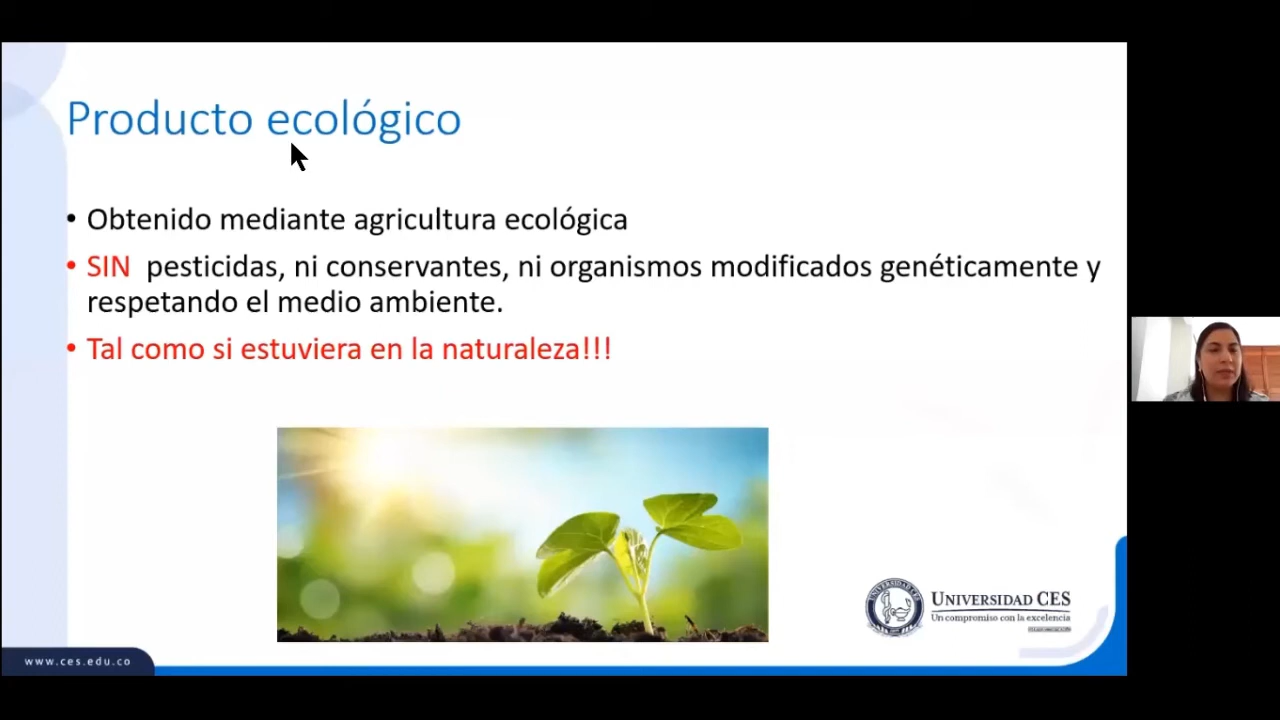 Producto ecológico
• Obtenido mediante agricultura ecológica
• SIN pesticidas, ni conservantes, ni organismos modificados genéticamente y
respetando el medio ambiente.
• Tal como si estuviera en la naturaleza!!!
UNIVERSIDAD CES
Un compromiso con la excelencia
www.ces.edu.co